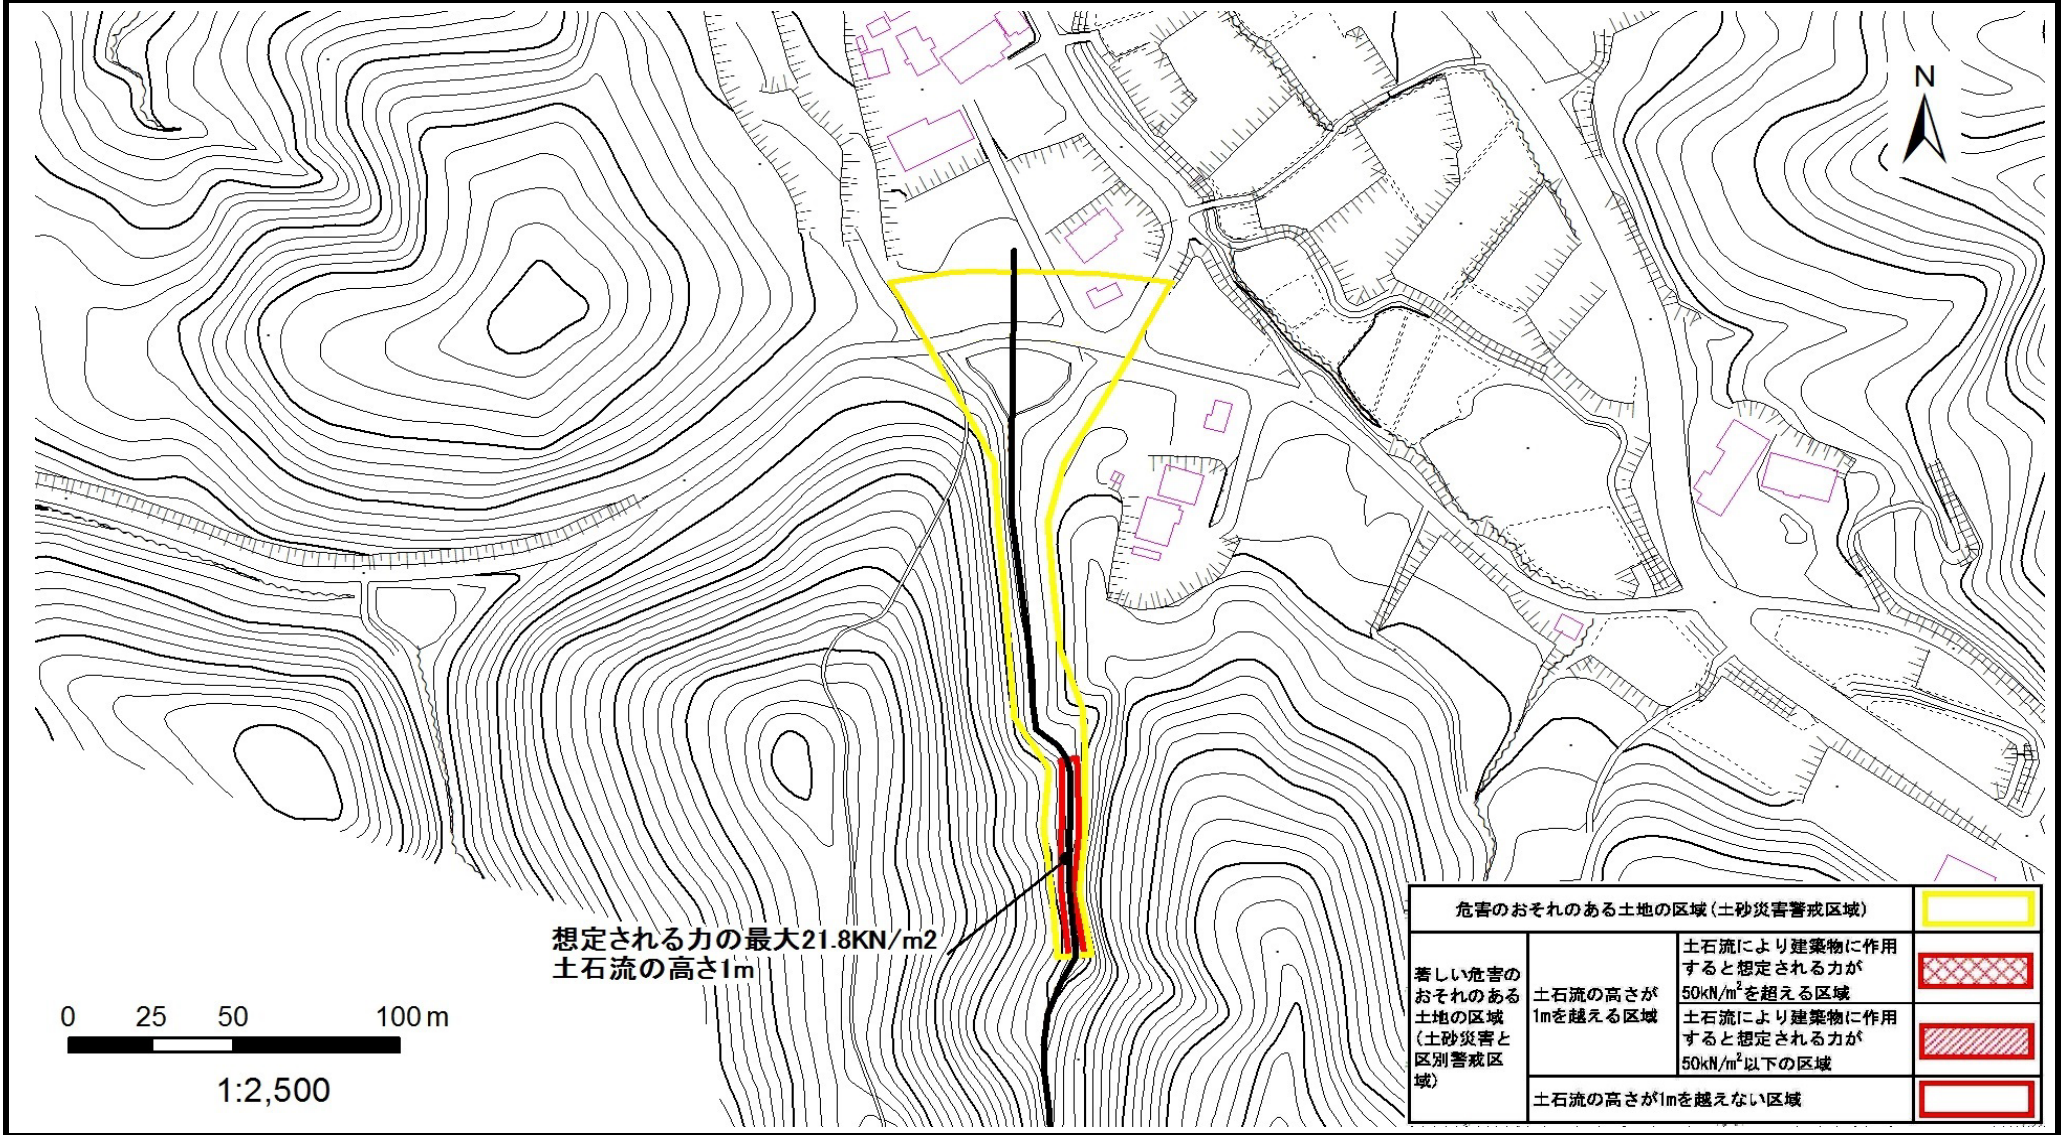 N
想定される力の最大21.8KN/m2
土石流の高さ1m
0 25 50 100 m
1:2,500
危害のおそれのある土地の区域(土砂災害警戒区域)
著しい危害の
おそれのある
土地の区域
(土砂災害と
区別警戒区
域)
土石流の高さが
1mを越える区域
土石流により建築物に作用
すると想定される力が
50kN/m²を超える区域
土石流により建築物に作用
すると想定される力が
50kN/m²以下の区域
土石流の高さが1mを越えない区域